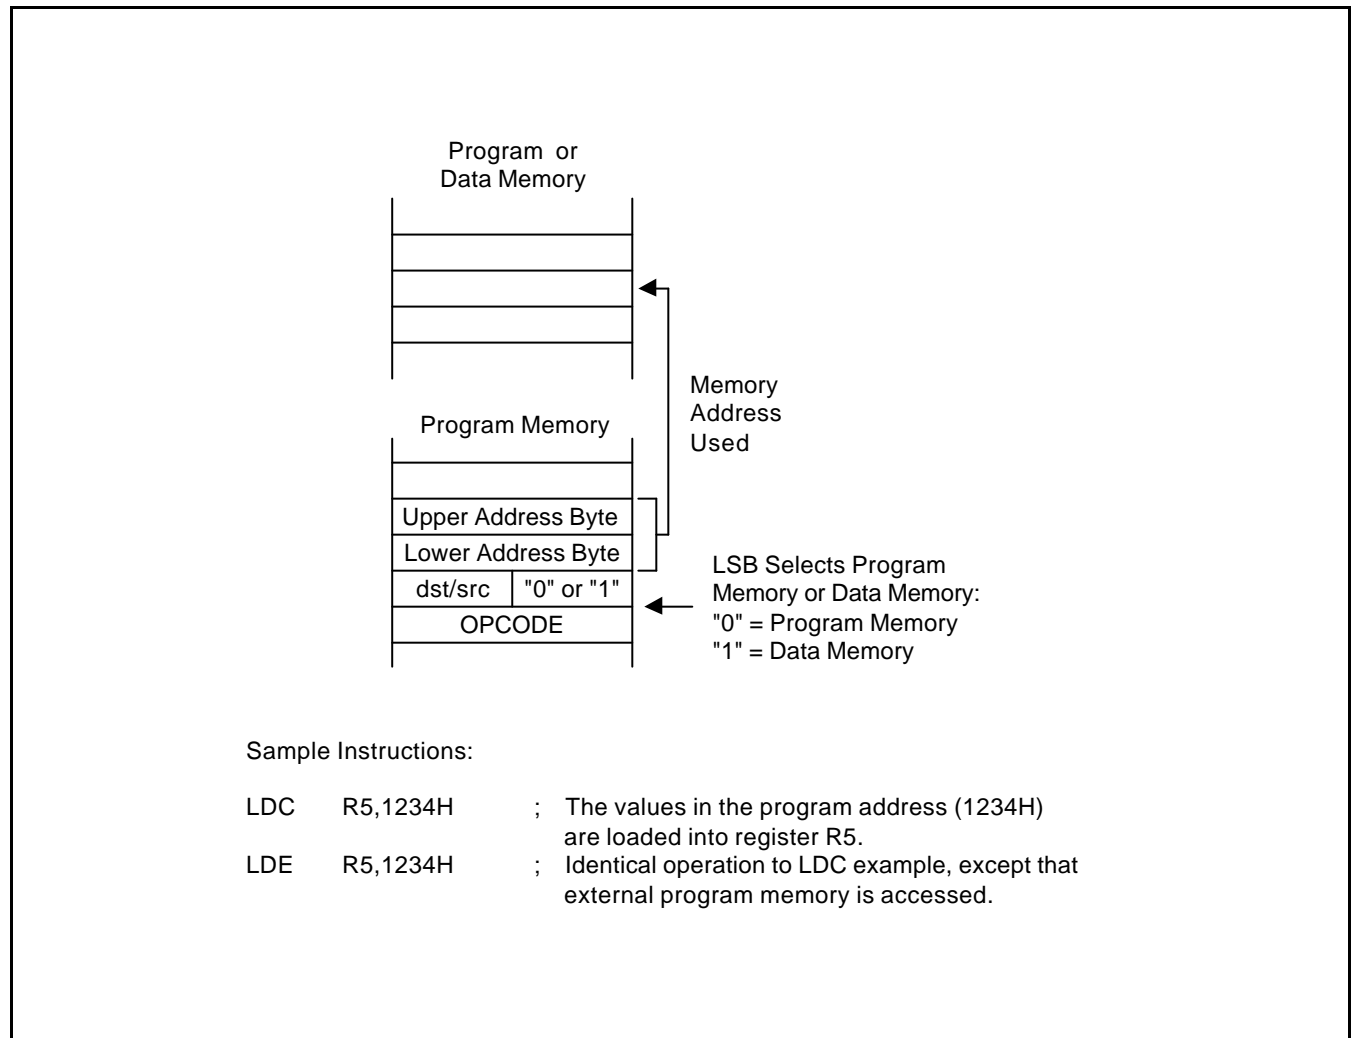 Program or
Data Memory
Memory
Address
Used
Program Memory
Upper Address Byte
Lower Address Byte
dst/src "0" or "1"
OPCODE
LSB Selects Program
Memory or Data Memory:
"0" = Program Memory
"1" = Data Memory
Sample Instructions:
LDC R5,1234H ; The values in the program address (1234H)
are loaded into register R5.
LDE R5,1234H ; Identical operation to LDC example, except that
external program memory is accessed.